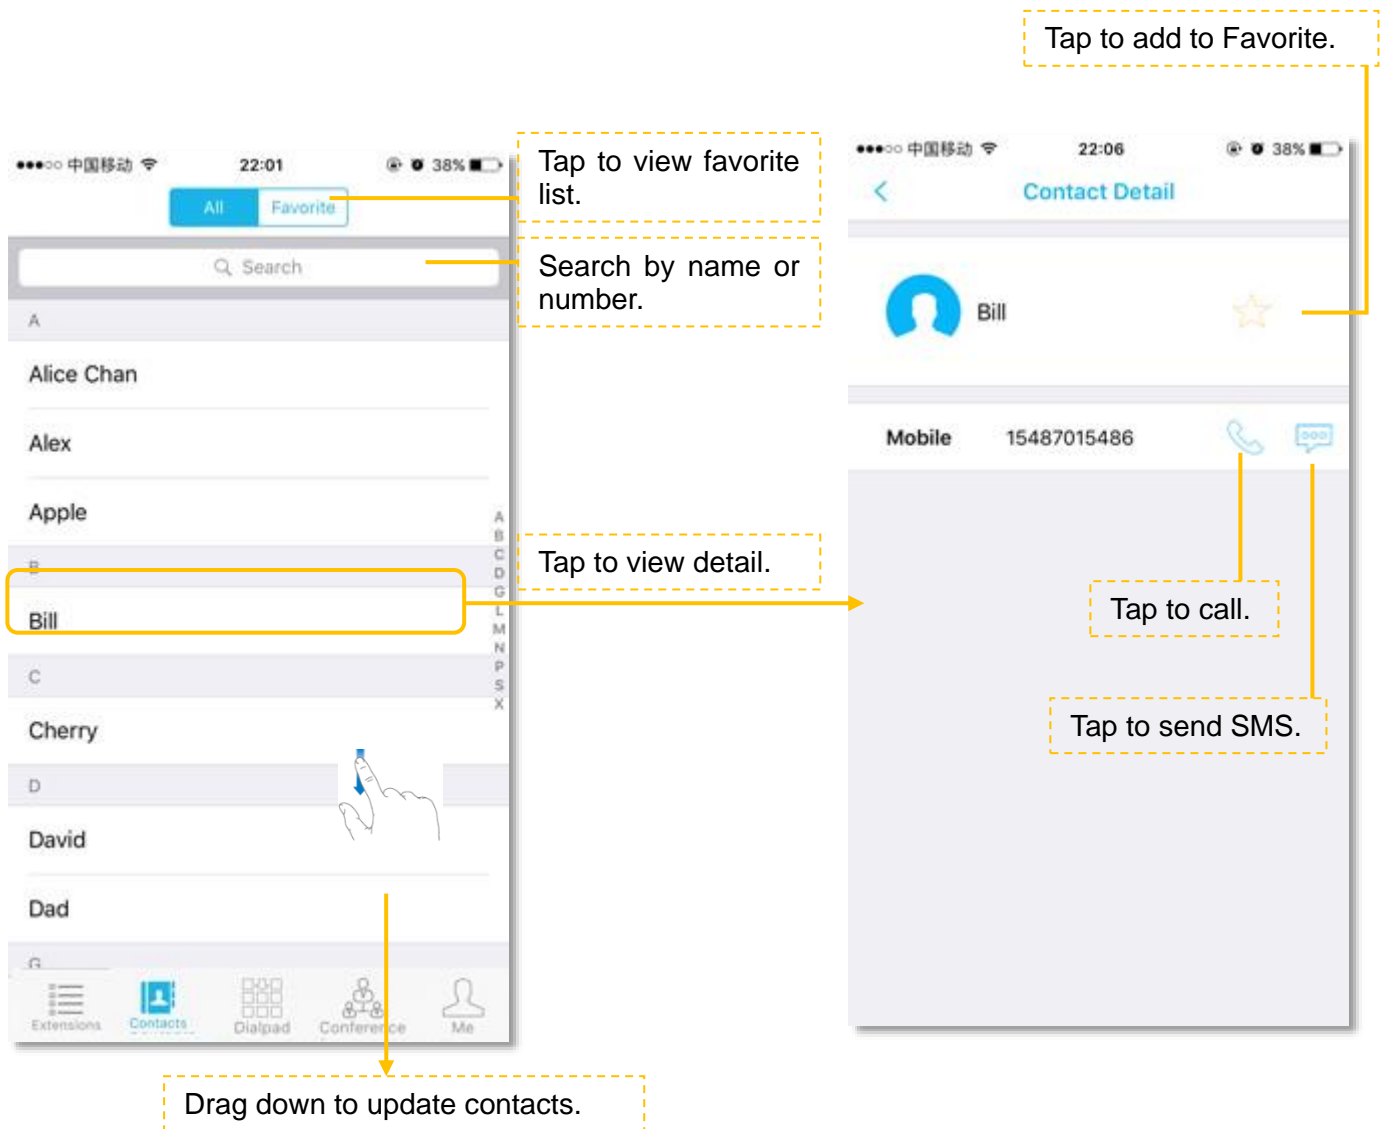 Tap to add to Favorite.
中国移动 22:01 38%
All Favorite
Tap to view favorite
list.
Search
Search by name or
number.
A
Alice Chan
Alex
Apple
B
Bill
C
Cherry
D
David
Dad
G
A
B
C
D
G
L
M
N
P
S
X
Extensions Contacts Dialpad Conference Me
Drag down to update contacts.
Tap to view detail.
中国移动 22:06 38%
Contact Detail
Bill
Mobile 15487015486
Tap to call.
Tap to send SMS.